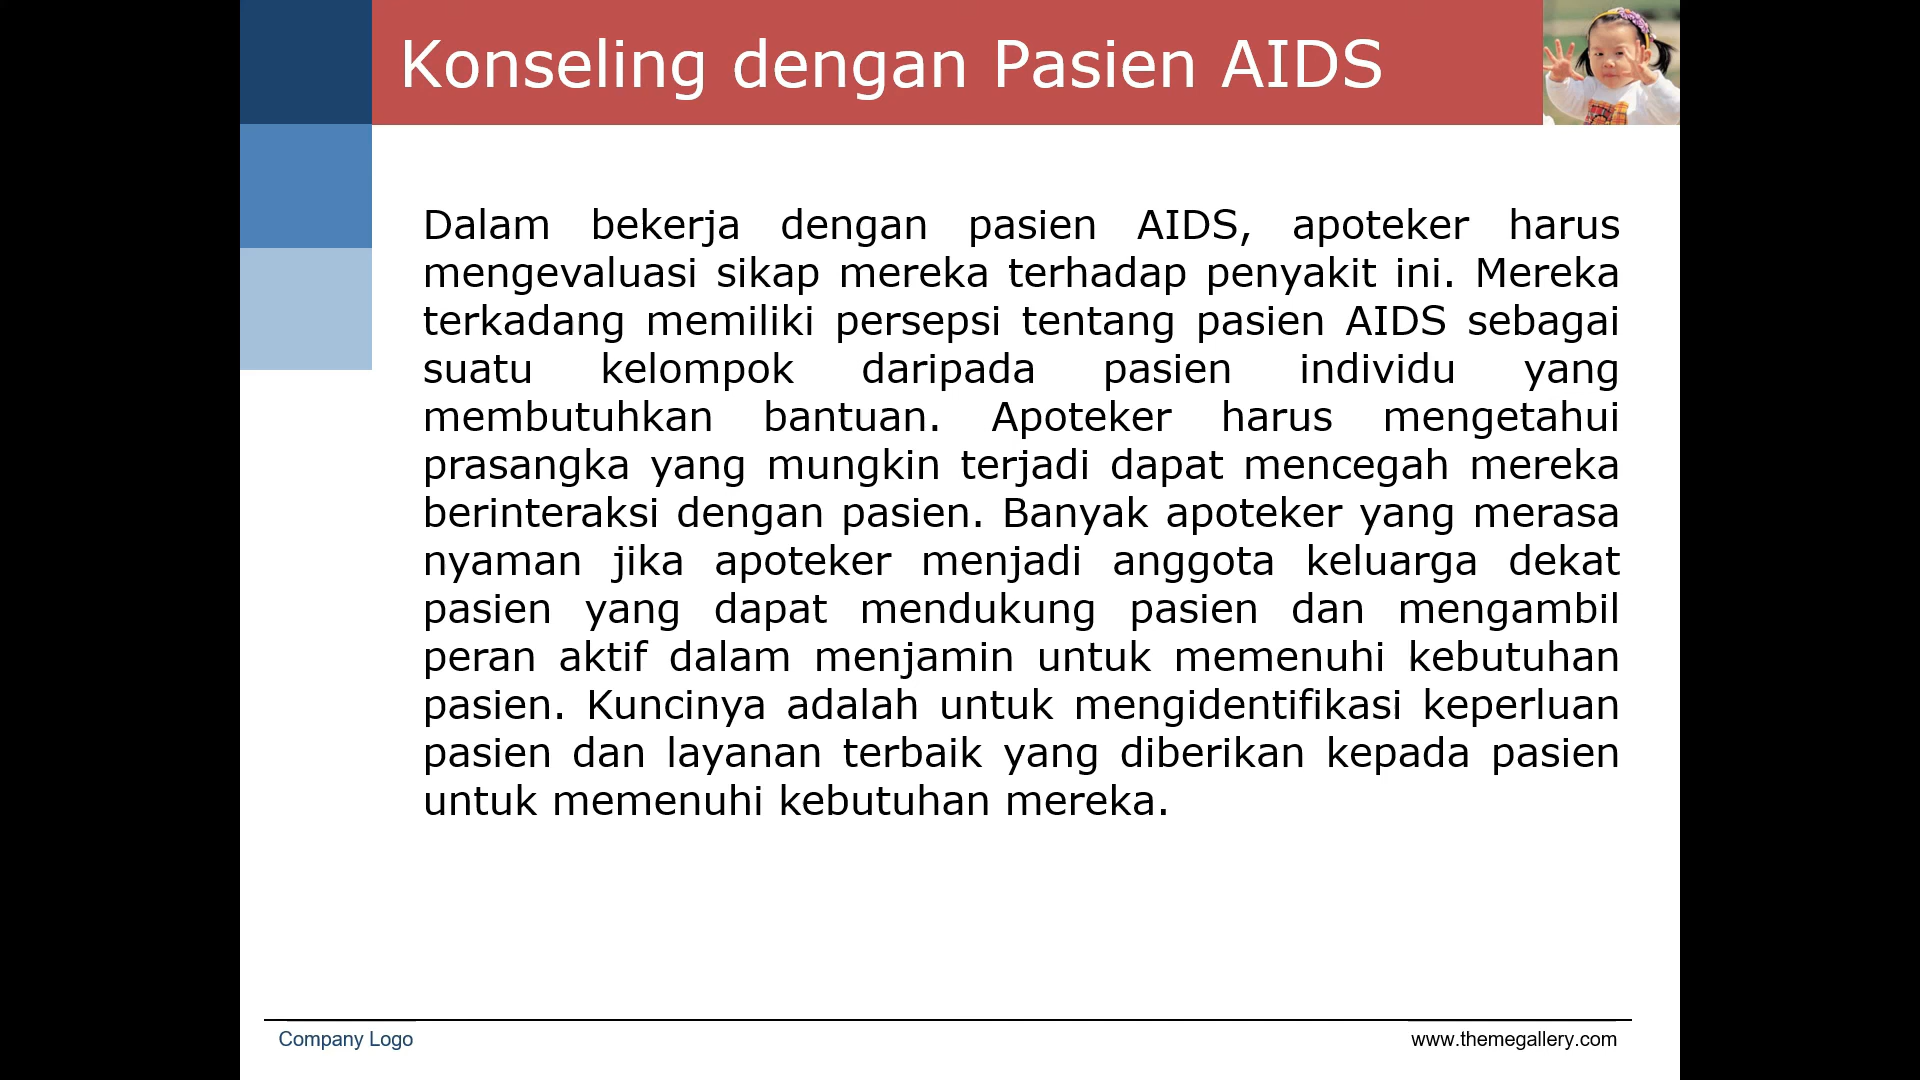 Konseling dengan Pasien AIDS
Dalam bekerja dengan pasien AIDS, apoteker harus
mengevaluasi sikap mereka terhadap penyakit ini. Mereka
terkadang memiliki persepsi tentang pasien AIDS sebagai
suatu kelompok daripada pasien individu yang
membutuhkan bantuan. Apoteker harus mengetahui
prasangka yang mungkin terjadi dapat mencegah mereka
berinteraksi dengan pasien. Banyak apoteker yang merasa
nyaman jika apoteker menjadi anggota keluarga dekat
pasien yang dapat mendukung pasien dan mengambil
peran aktif dalam menjamin untuk memenuhi kebutuhan
pasien. Kuncinya adalah untuk mengidentifikasi keperluan
pasien dan layanan terbaik yang diberikan kepada pasien
untuk memenuhi kebutuhan mereka.
Company Logo
www.themegallery.com